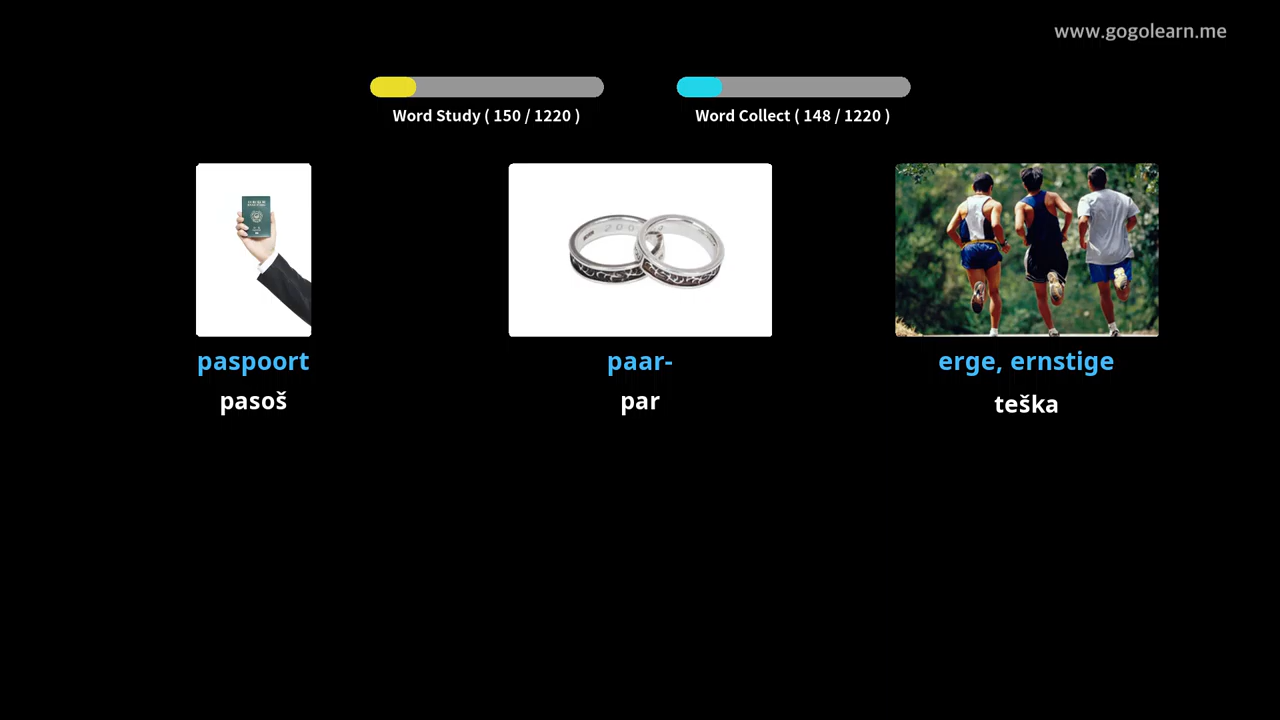 www.gogolearn.me
Word Study ( 150 / 1220 )
Word Collect ( 148 / 1220 )
paspoort
pasoš
paar-
par
erge, ernstige
teška